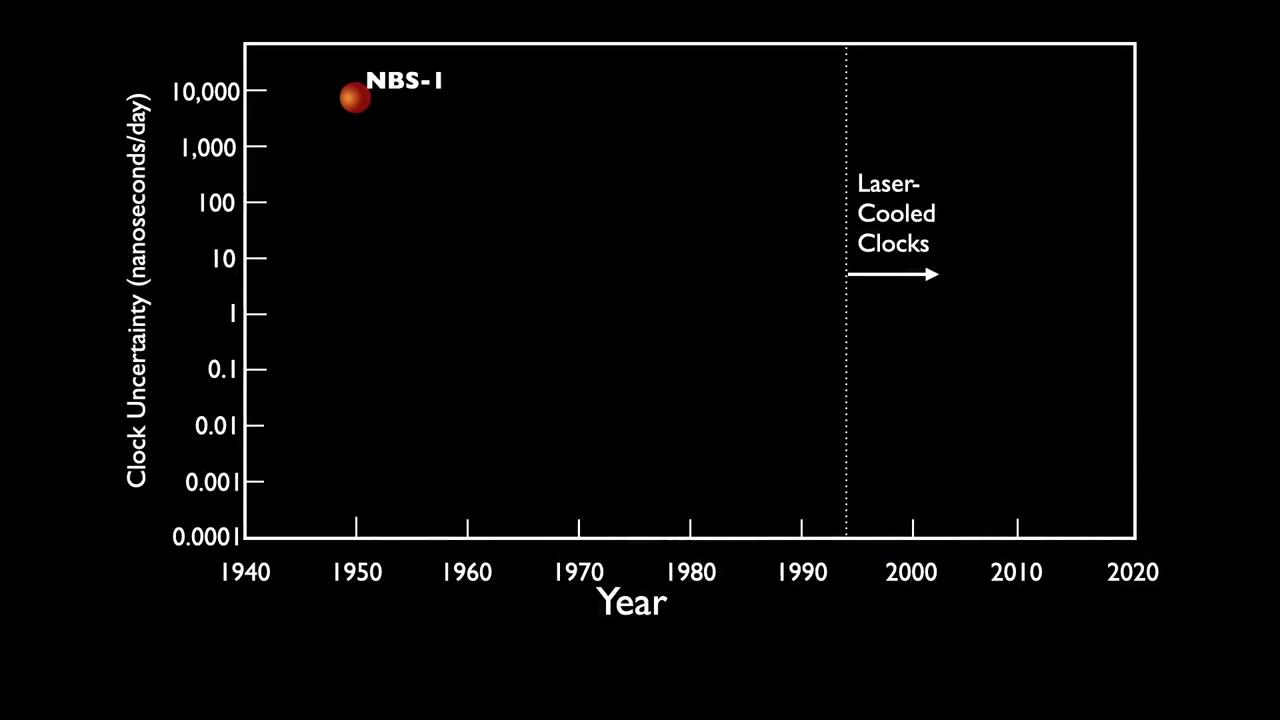 NBS-1
10,000
1,000
100
10
1
0.1
0.01
0.001
0.0001
Clock Uncertainty (nanoseconds/day)
Laser-
Cooled
Clocks
1940 1950 1960 1970 1980 1990 2000 2010 2020
Year